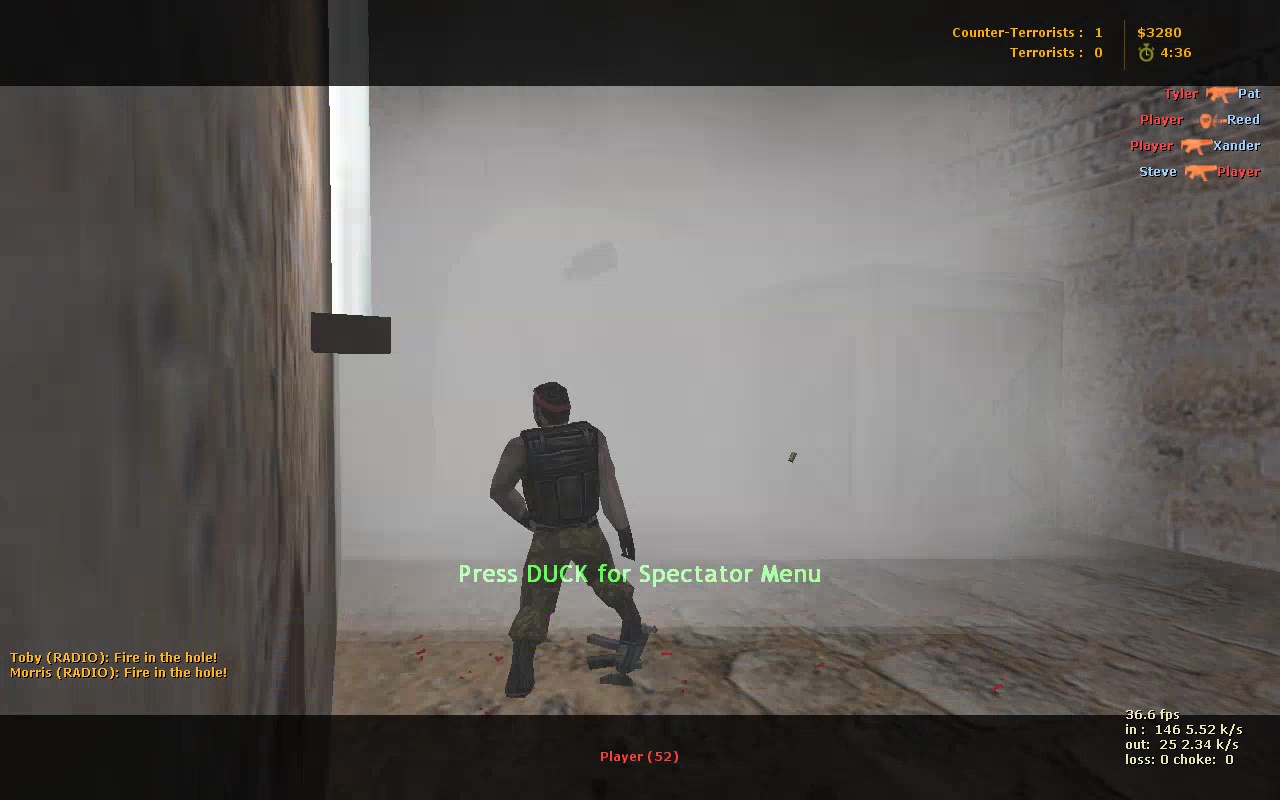 Counter-Terrorists : 1
Terrorists : 0
$3280
4:36
Tyler Pat
Player Reed
Player Xander
Steve Player
Press DUCK for Spectator Menu
Toby (RADIO): Fire in the hole!
Morris (RADIO): Fire in the hole!
Player (52)
36.6 fps
in : 146 5.52 k/s
out: 25 2.34 k/s
loss: 0 choke: 0